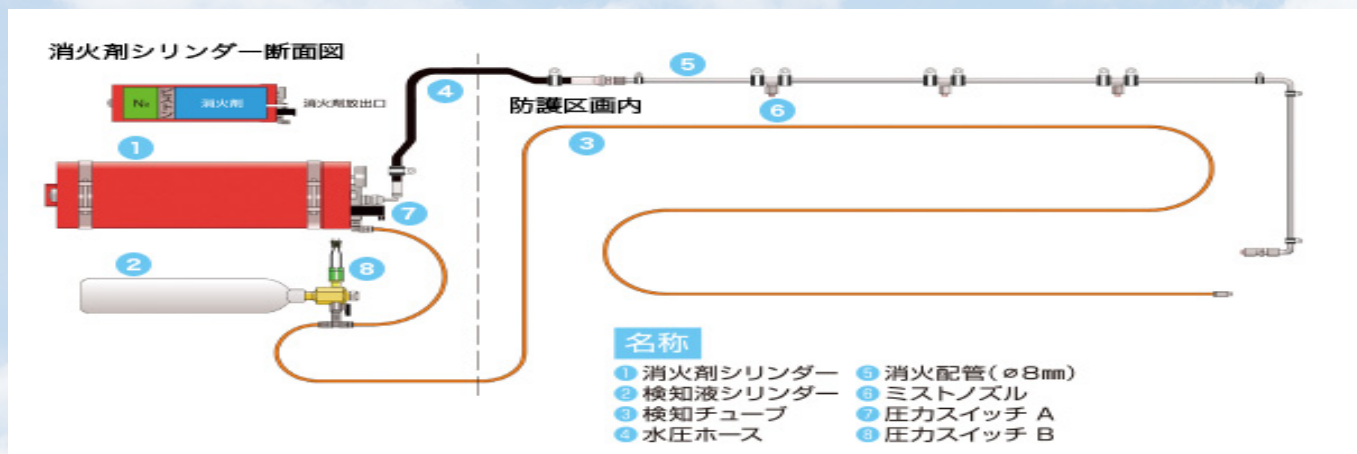 消火剤シリンダー断面図
N₂
ピストン
消火剤
消火剤放出口
防護区画内
1
2
3
4
5
6
7
8
名称
1 消火剤シリンダー
2 検知液シリンダー
3 検知チューブ
4 水圧ホース
5 消火配管(ø8㎜)
6 ミストノズル
7 圧力スイッチ A
8 圧力スイッチ B